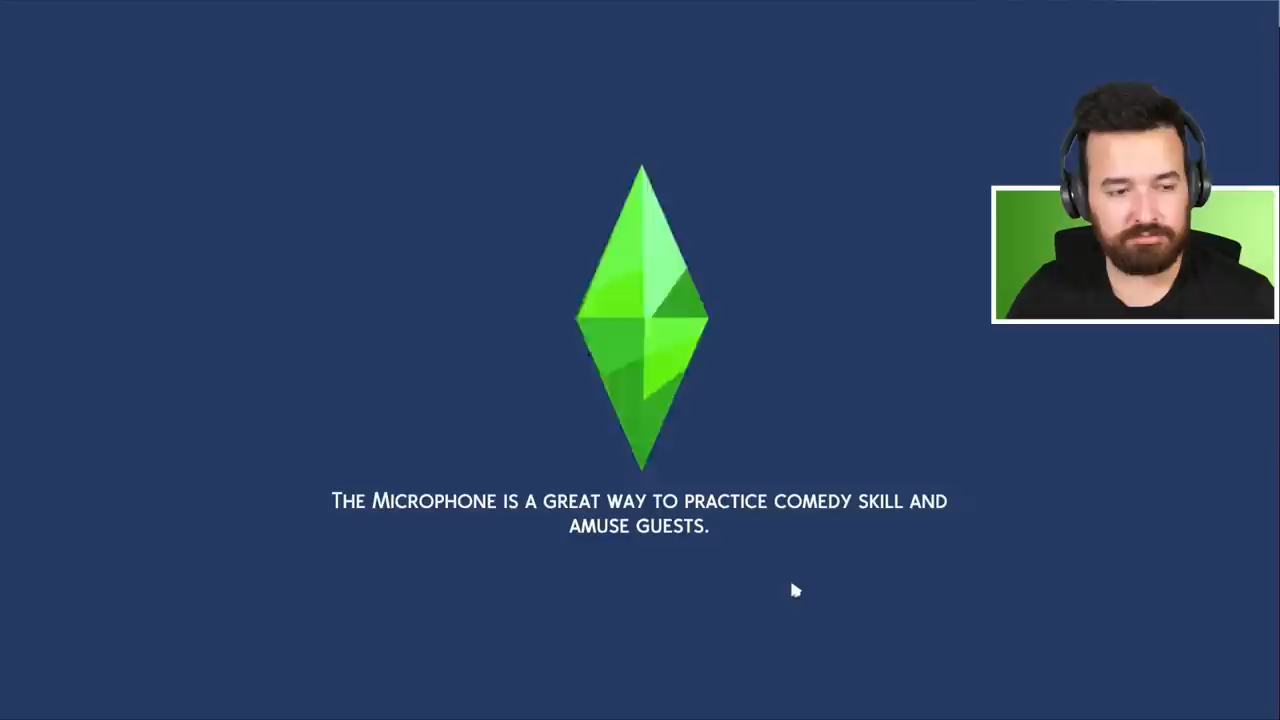 The Microphone is a great way to practice comedy skill and
amuse guests.